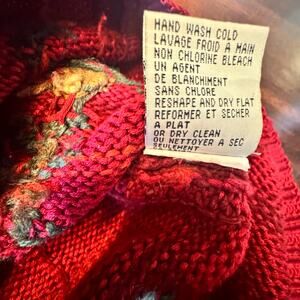 HAND WASH COLD
LAVAGE FROID A MAIN
NON CHLORINE BLEACH
UN AGENT
DE BLANCHIMENT
SANS CHLORE
RESHAPE AND DRY FLAT
REFORMER ET SECHER
A PLAT
OR DRY CLEAN
OU NETTOYER A SEC
SEULEMENT